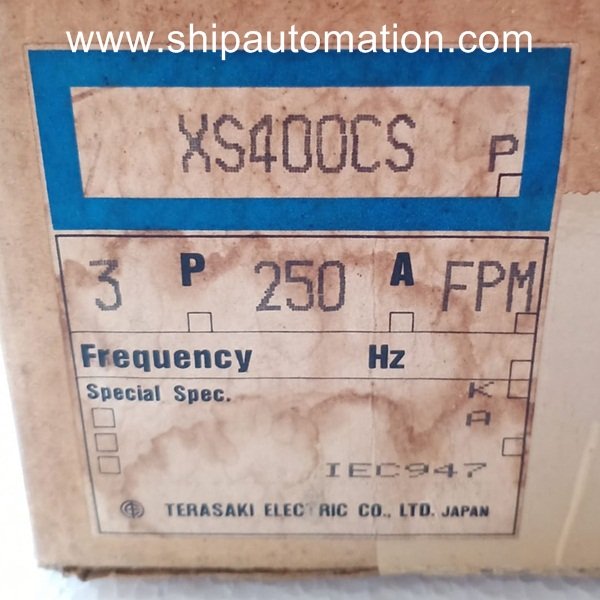 www.shipautomation.com
XS400CS P
3 P 250 A FPM
Frequency Hz
Special Spec. K
A
IEC947
TERASAKI ELECTRIC CO., LTD. JAPAN